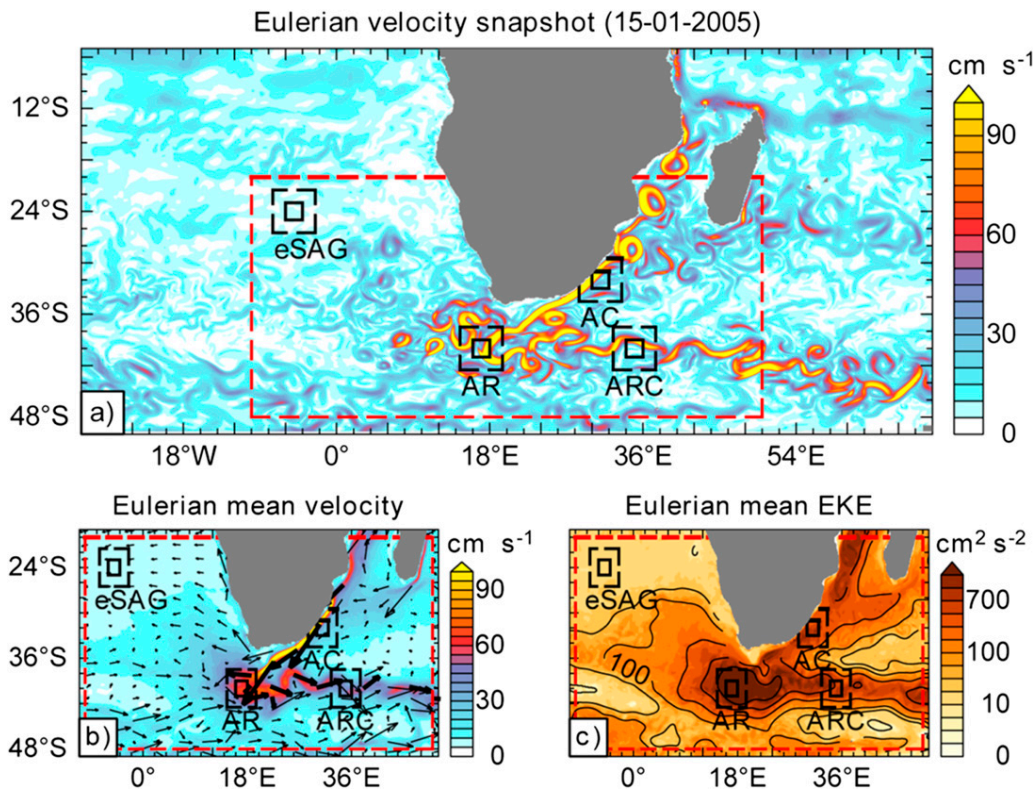 Eulerian velocity snapshot (15-01-2005)
cm s-1
12°S
24°S
36°S
48°S
eSAG
AC
AR
ARC
a)
90
60
30
0
18°W
0°
18°E
36°E
54°E
Eulerian mean velocity
cm s-1
24°S
36°S
48°S
eSAG
AC
AR
ARC
b)
90
60
30
0
0°
18°E
36°E
Eulerian mean EKE
cm2 s-2
eSAG
100
AC
AR
ARC
c)
700
100
10
0
0°
18°E
36°E